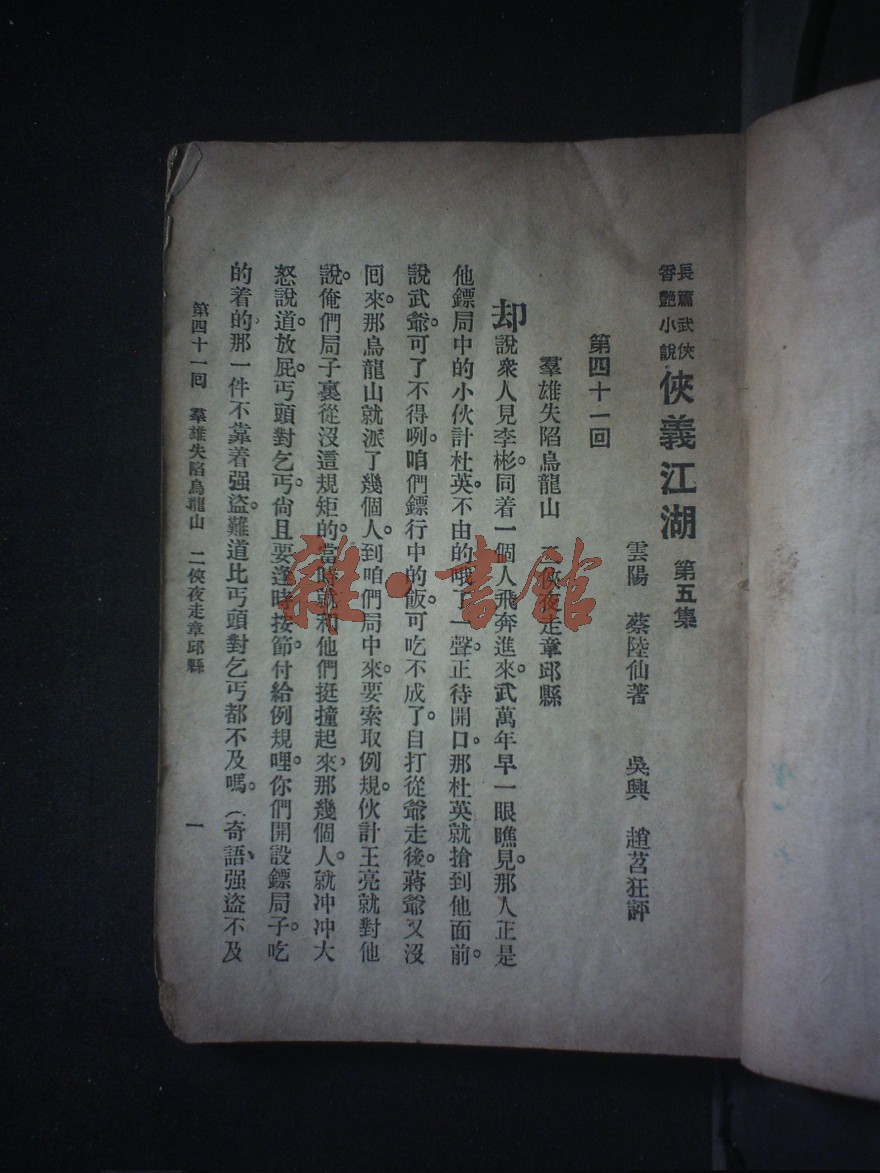 長篇武俠
香艷小說
俠義江湖 第五集
雲陽 蔡陸仙著 吳興 趙苕狂評
第四十一回
羣雄失陷烏龍山 二俠夜走章邱縣
却說衆人見李彬。同着一個人飛奔進來。武萬年早一眼瞧見。那人正是
他鏢局中的小伙計杜英。不由的哦了一聲。正待開口。那杜英就搶到他面前。
說武爺。可了不得咧。咱們鏢行中的飯。可吃不成了。自打從爺走後。蔣爺又沒
回來。那烏龍山就派了幾個人。到咱們局中來。要索取例規。伙計王亮就對他
說。俺們局子裏從沒這規矩的。當時就和他們挺撞起來。那幾個人。就冲冲大
怒說道。放屁。丐頭對乞丐。尙且要逢時按節。付給例規哩。你們開設鏢局子。吃
的着的。那一件不靠着强盜。難道比丐頭對乞丐都不及嗎。（奇語、强盜不及
第四十一回 羣雄失陷烏龍山 二俠夜走章邱縣 一
雜·書館